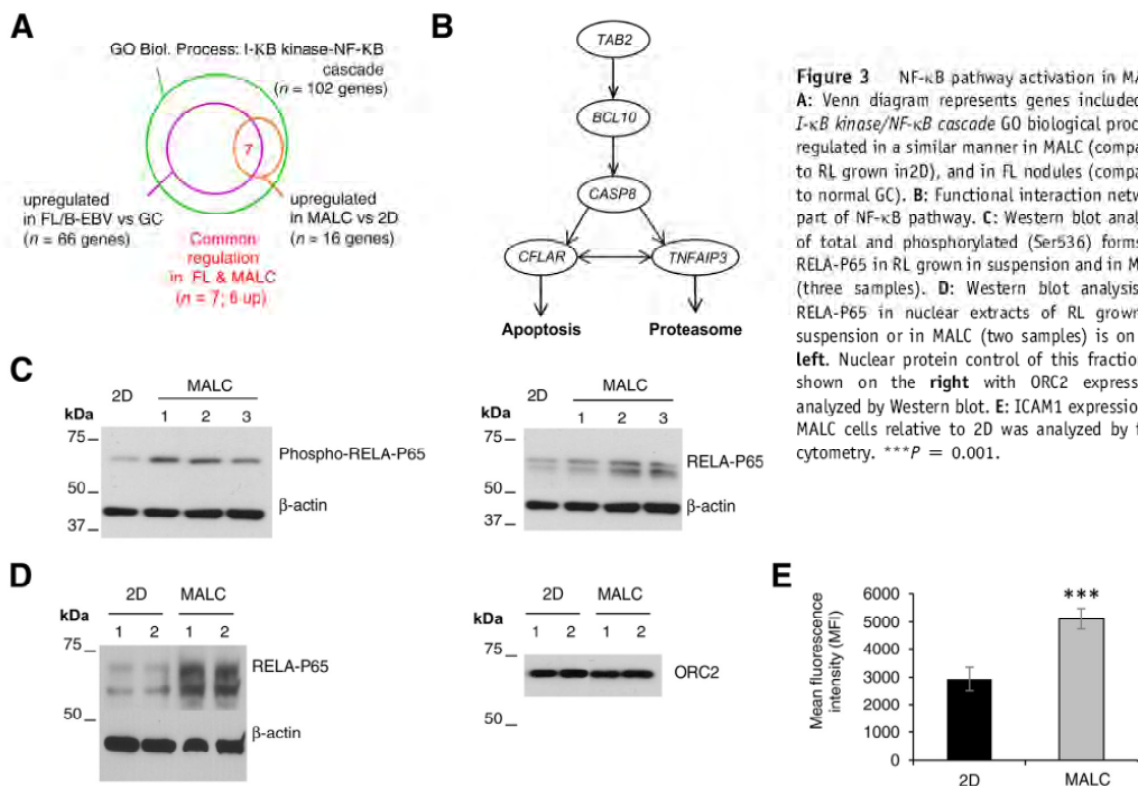 A
GO Biol. Process: I-KB kinase-NF-KB
cascade
(n = 102 genes)
7
upregulated
in FL/B-EBV vs GC
(n = 66 genes)
upregulated
in MALC vs 2D
(n = 16 genes)
Common
regulation
in FL & MALC
(n = 7; 6 up)
B
TAB2
BCL10
CASP8
CFLAR
TNFAIP3
Apoptosis
Proteasome
Figure 3 NF-κB pathway activation in MA
A: Venn diagram represents genes included
I-κB kinase/NF-κB cascade GO biological proc
regulated in a similar manner in MALC (compa
to RL grown in2D), and in FL nodules (compa
to normal GC). B: Functional interaction netw
part of NF-κB pathway. C: Western blot analy
of total and phosphorylated (Ser536) forms
RELA-P65 in RL grown in suspension and in M
(three samples). D: Western blot analysis
RELA-P65 in nuclear extracts of RL grown
suspension or in MALC (two samples) is on
left. Nuclear protein control of this fraction
shown on the right with ORC2 express
analyzed by Western blot. E: ICAM1 expression
MALC cells relative to 2D was analyzed by f
cytometry. ***P = 0.001.
C
2D
MALC
kDa
1 2 3
75
Phospho-RELA-P65
50
β-actin
37
2D
MALC
kDa
1 2 3
75
RELA-P65
50
β-actin
37
D
2D
MALC
kDa
1 2 1 2
75
RELA-P65
50
β-actin
2D
MALC
kDa
1 2 1 2
75
ORC2
50
E
Mean fluorescence
intensity (MFI)
6000
5000
4000
3000
2000
1000
0
***
2D
MALC